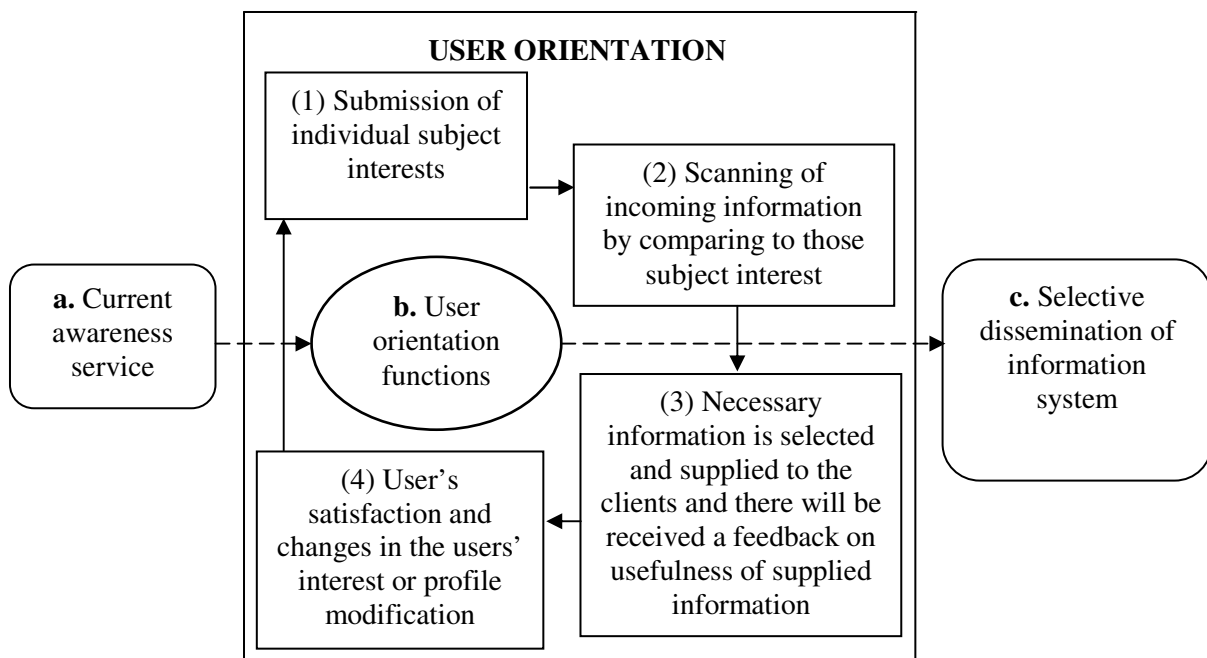 USER ORIENTATION
(1) Submission of
individual subject
interests
(2) Scanning of
incoming information
by comparing to those
subject interest
a. Current
awareness
service
b. User
orientation
functions
c. Selective
dissemination of
information
system
(3) Necessary
information is selected
and supplied to the
clients and there will be
received a feedback on
usefulness of supplied
information
(4) User’s
satisfaction and
changes in the users’
interest or profile
modification